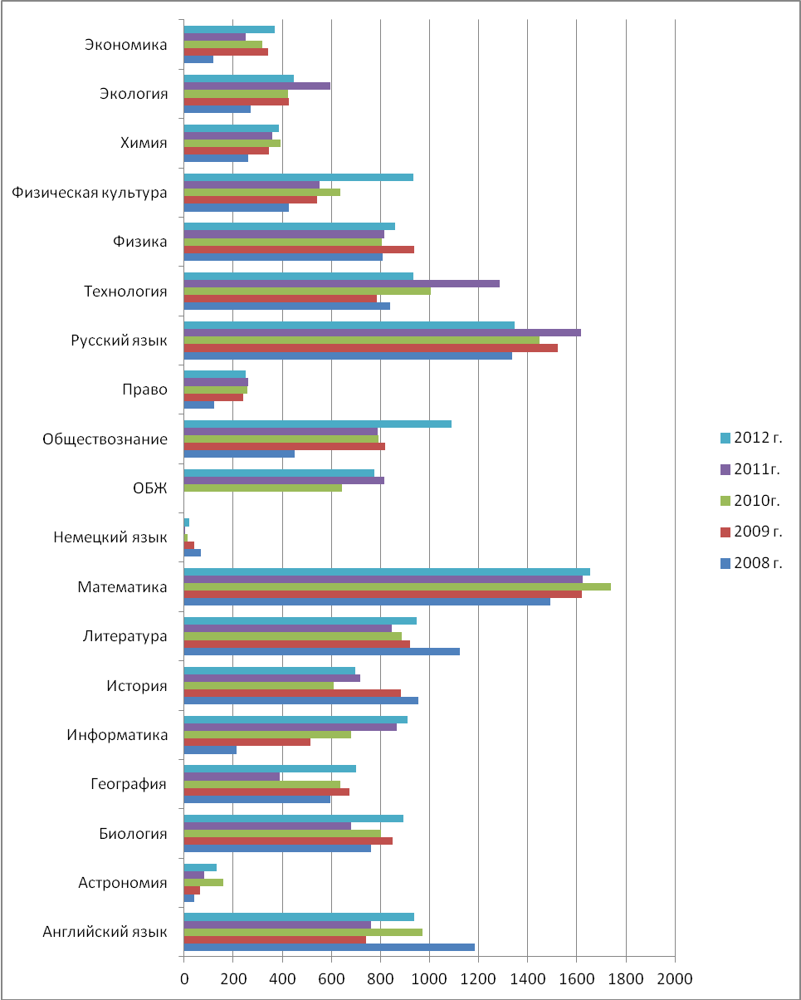 Экономика
Экология
Химия
Физическая культура
Физика
Технология
Русский язык
Право
Обществознание
ОБЖ
Немецкий язык
Математика
Литература
История
Информатика
География
Биология
Астрономия
Английский язык
0 200 400 600 800 1000 1200 1400 1600 1800 2000
2012 г.
2011г.
2010г.
2009 г.
2008 г.